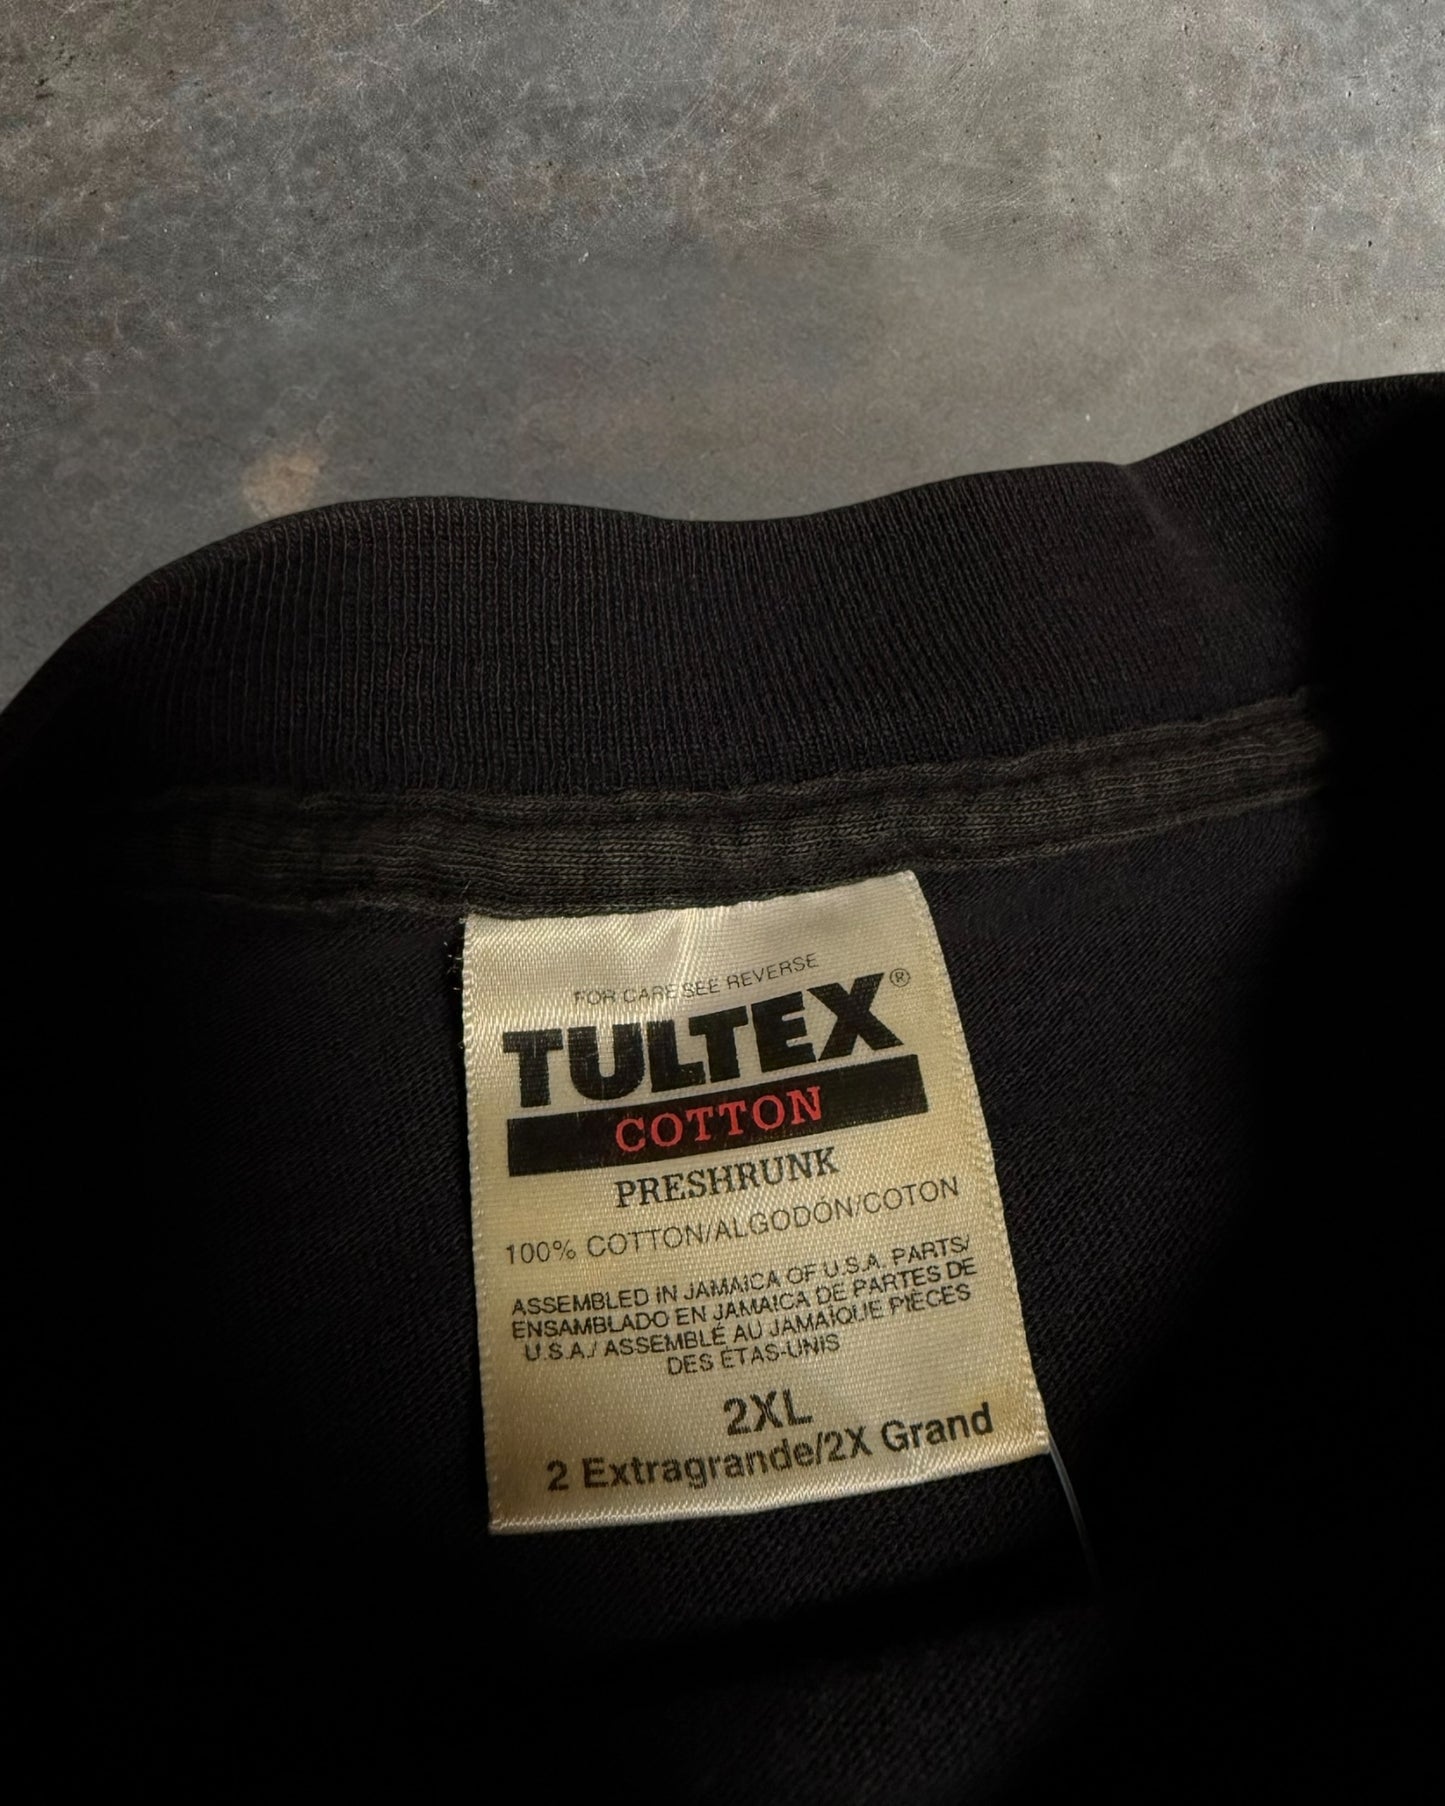 FOR CARE SEE REVERSE
TULTEX®
COTTON
PRESHRUNK
100% COTTON/ALGODÓN/COTON
ASSEMBLED IN JAMAICA OF U.S.A. PARTS/
ENSAMBLADO EN JAMAICA DE PARTES DE
U.S.A./ ASSEMBLÉ AU JAMAÏQUE PIÈCES
DES ÉTAS-UNIS
2XL
2 Extragrande/2X Grand